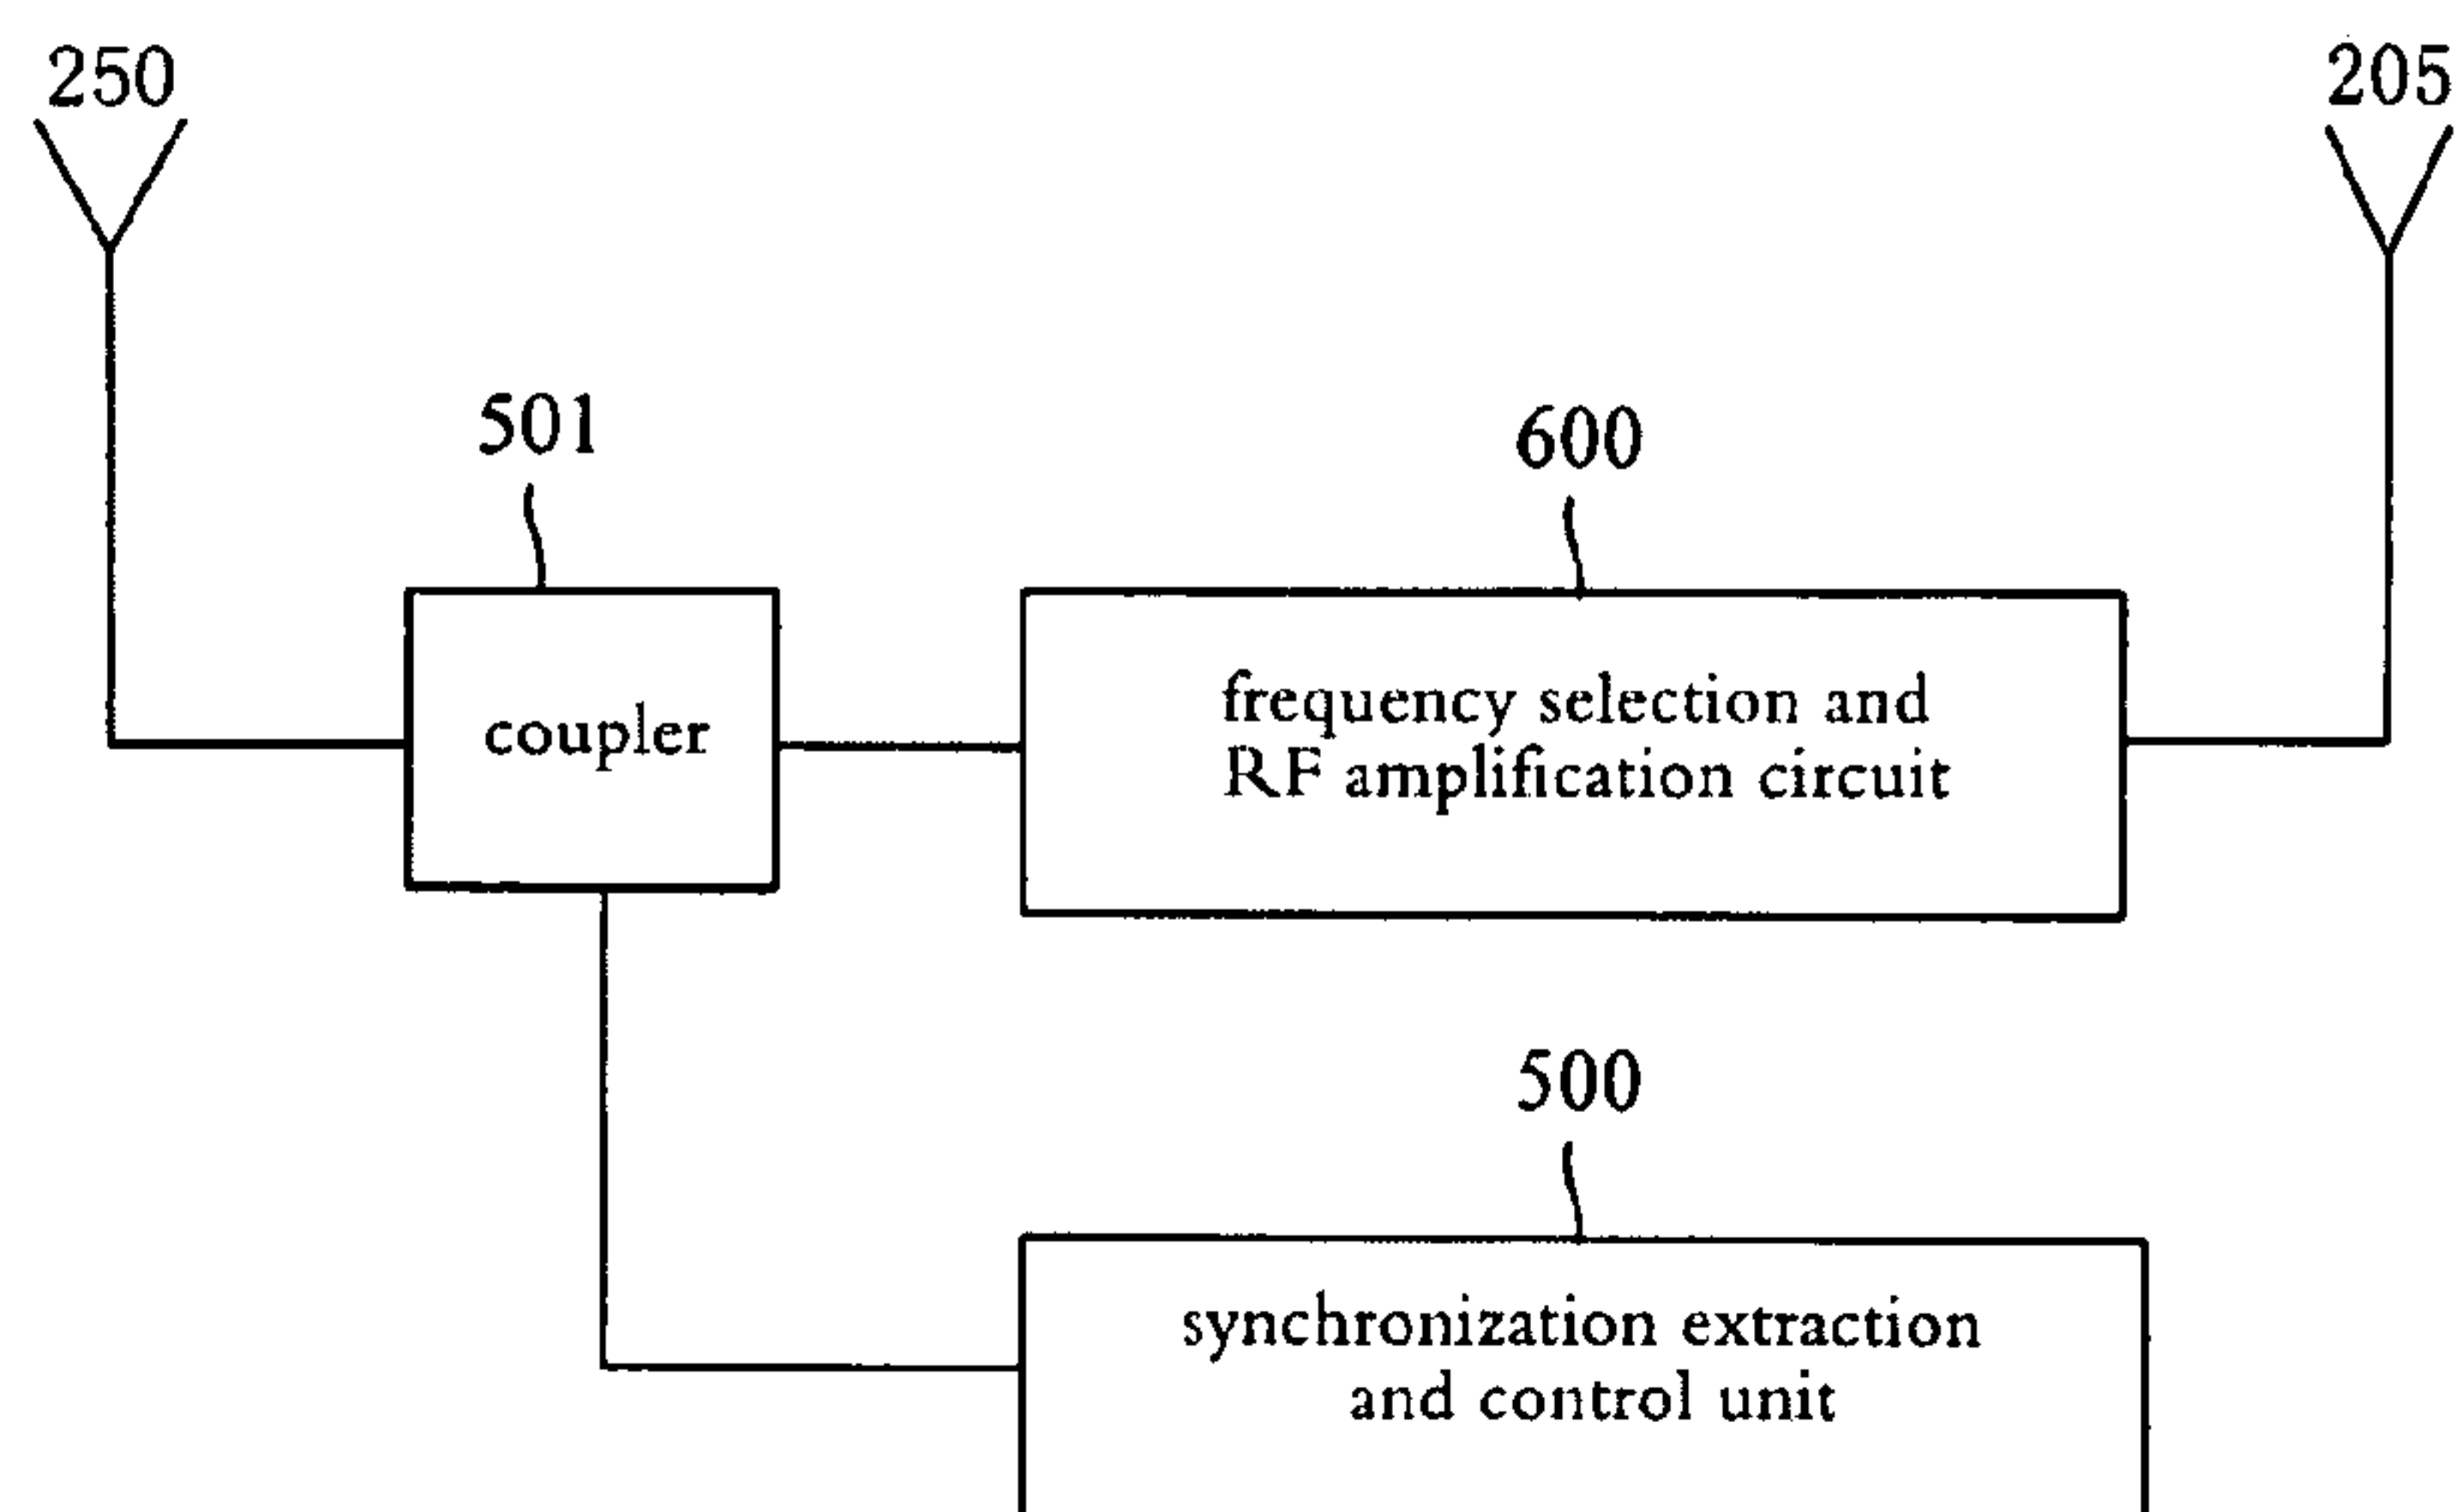 250
205
501
600
coupler
frequency selection and
RF amplification circuit
500
synchronization extraction
and control unit